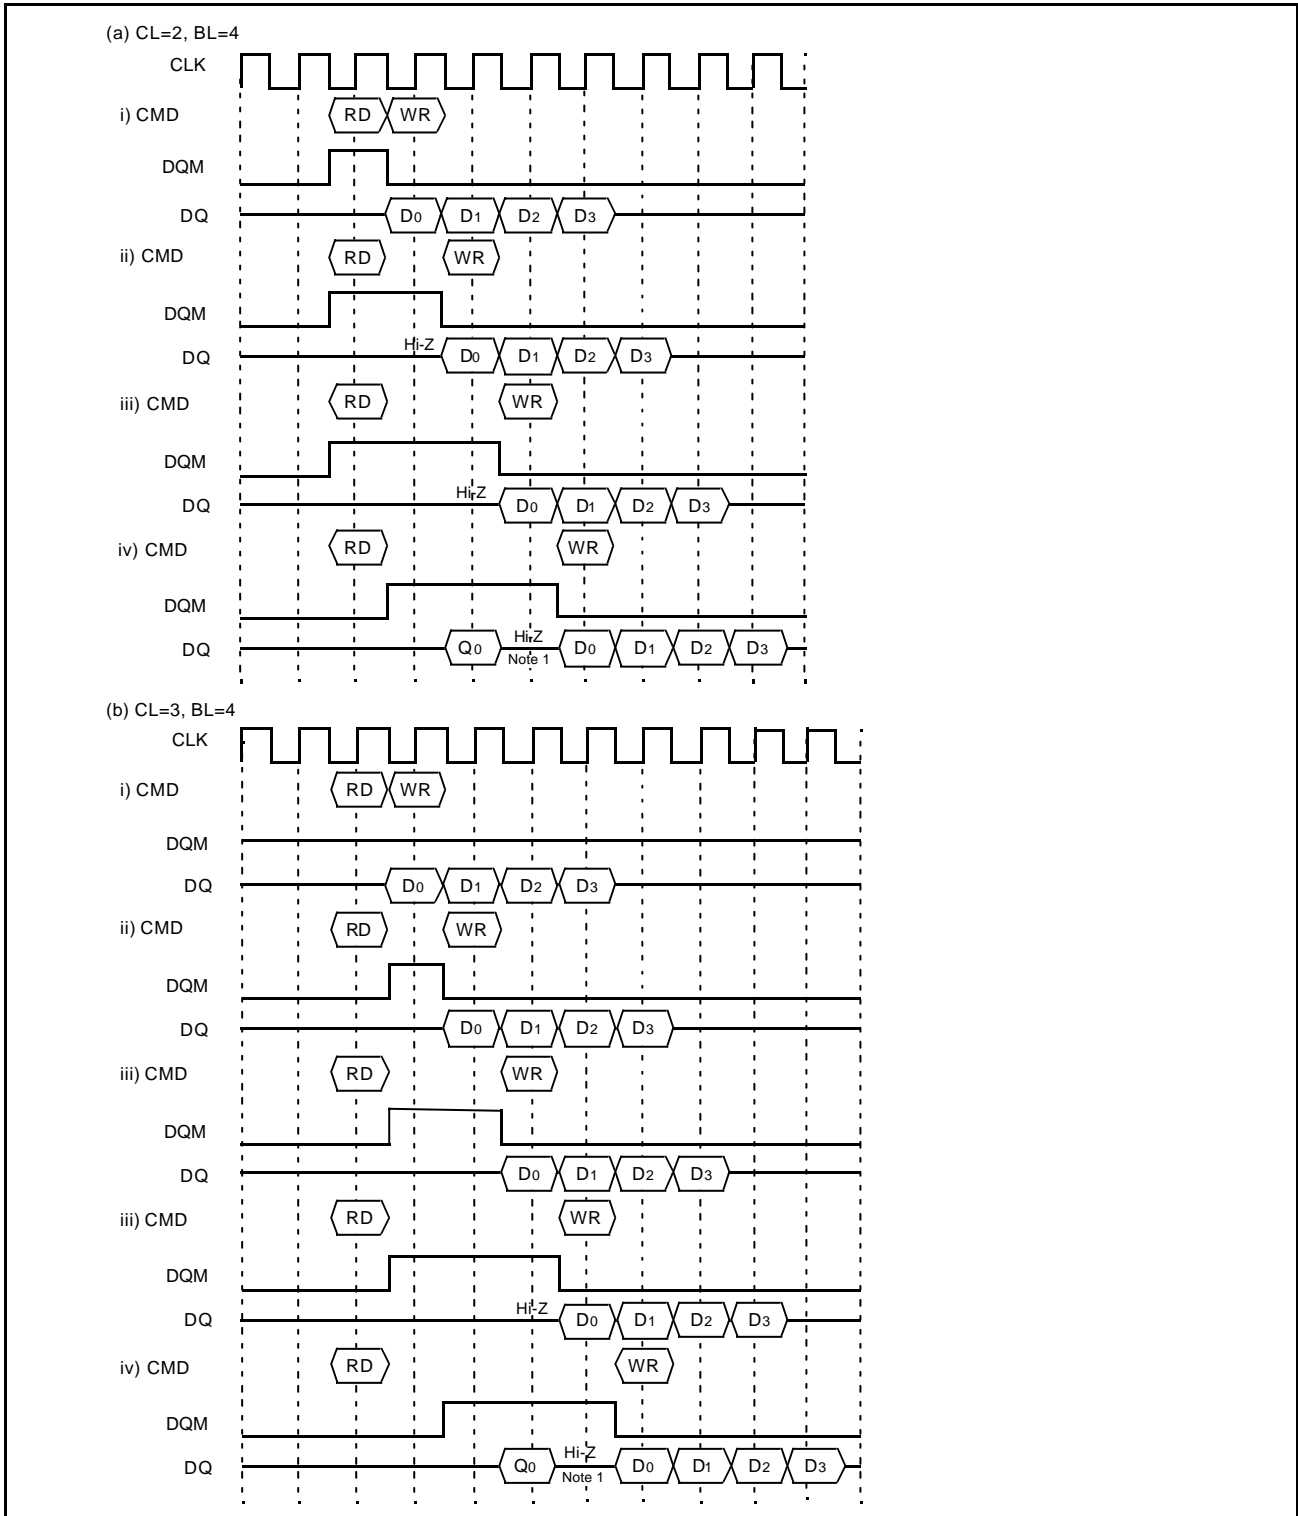 (a) CL=2, BL=4
CLK
i) CMD RD WR
DQM
DQ D0 D1 D2 D3
ii) CMD RD WR
DQM
DQ Hi-Z D0 D1 D2 D3
iii) CMD RD WR
DQM
DQ Hi-Z D0 D1 D2 D3
iv) CMD RD WR
DQM
DQ Q0 Hi-Z D0 D1 D2 D3
Note 1
(b) CL=3, BL=4
CLK
i) CMD RD WR
DQM
DQ D0 D1 D2 D3
ii) CMD RD WR
DQM
DQ D0 D1 D2 D3
iii) CMD RD WR
DQM
DQ D0 D1 D2 D3
iii) CMD RD WR
DQM
DQ Hi-Z D0 D1 D2 D3
iv) CMD RD WR
DQM
DQ Q0 Hi-Z D0 D1 D2 D3
Note 1